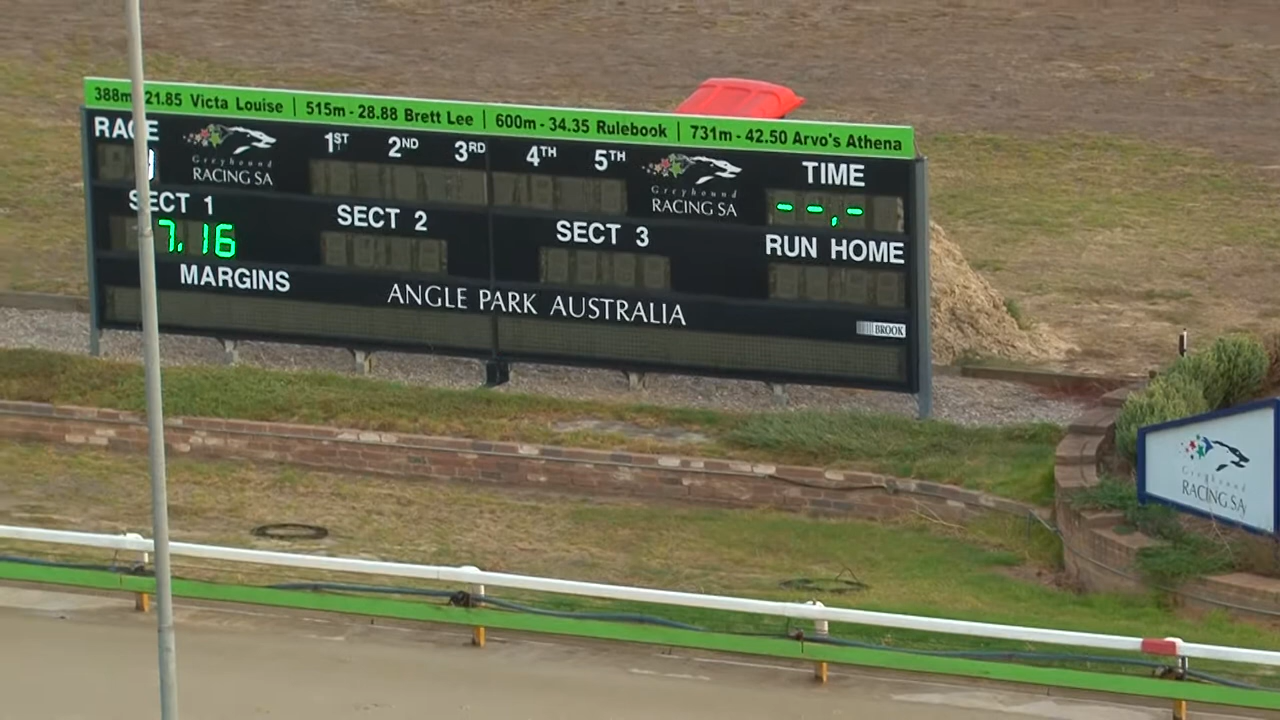 388m 21.85 Victa Louise | 515m - 28.88 Brett Lee | 600m - 34.35 Rulebook | 731m - 42.50 Arvo's Athena
RACE
Greyhound
RACING SA
1ST 2ND 3RD 4TH 5TH
Greyhound
RACING SA
TIME
--.-
SECT 1
7.16
SECT 2
SECT 3
RUN HOME
MARGINS
ANGLE PARK AUSTRALIA
BROOK
Greyhound
RACING SA